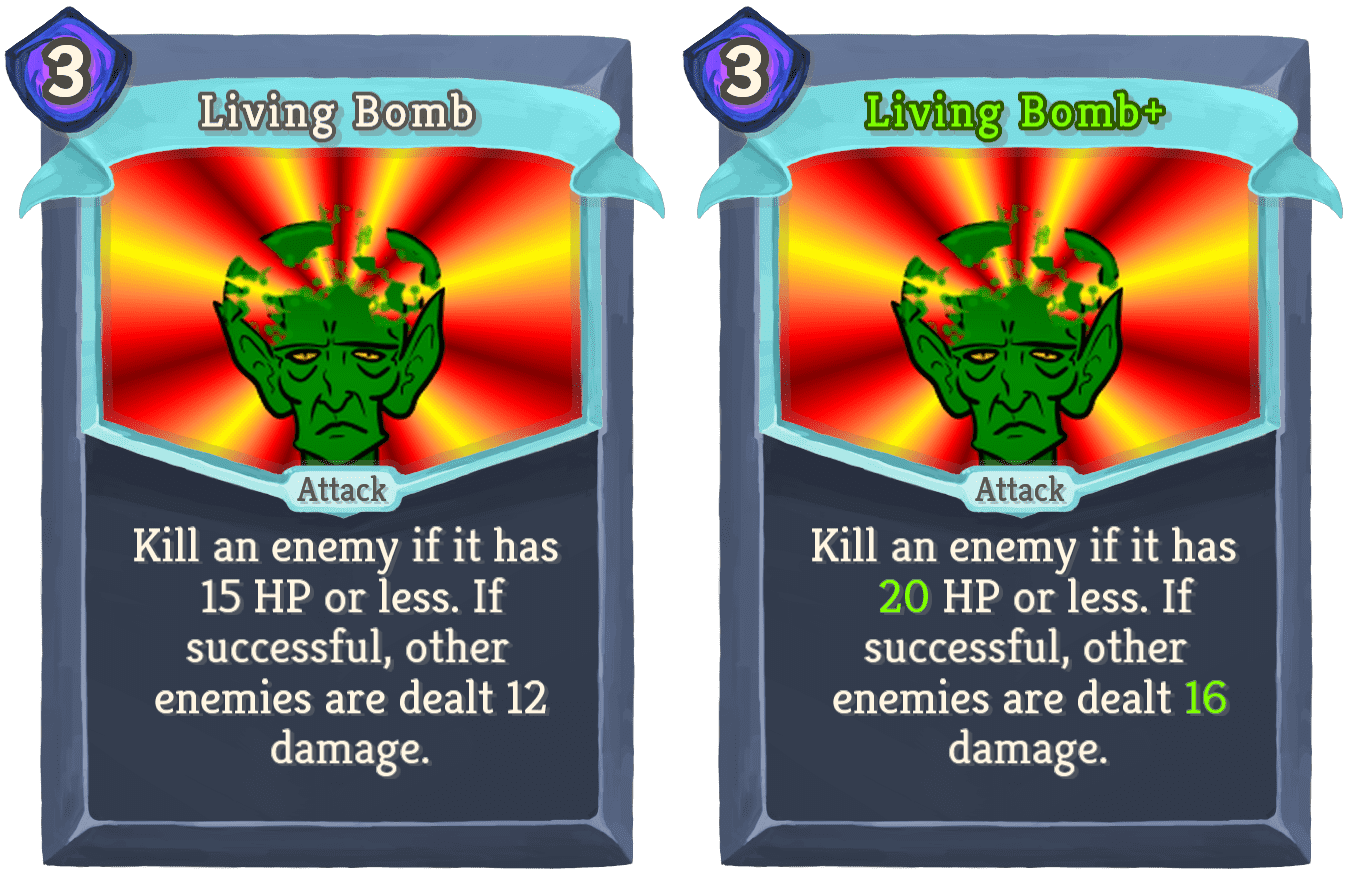 3
Living Bomb
Attack
Kill an enemy if it has
15 HP or less. If
successful, other
enemies are dealt 12
damage.
3
Living Bomb+
Attack
Kill an enemy if it has
20 HP or less. If
successful, other
enemies are dealt 16
damage.